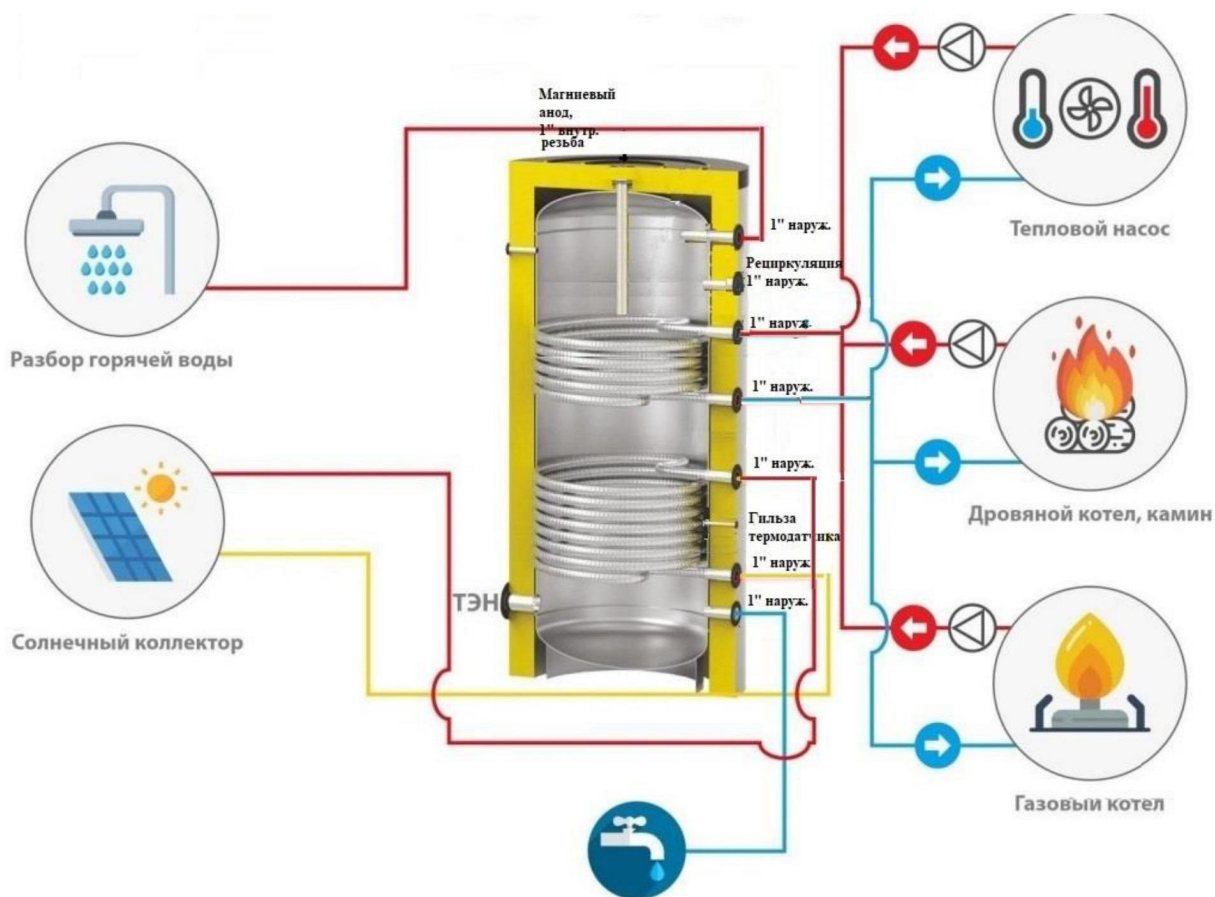 Магниевый
анод,
1" внутр.
резьба
1" наруж.
Рециркуляция
1" наруж.
1" наруж.
1" наруж.
1" наруж.
Гильза
термодатчика
1" наруж
1" наруж.
ТЭН
Разбор горячей воды
Солнечный коллектор
Тепловой насос
Дровяной котел, камин
Газовый котел